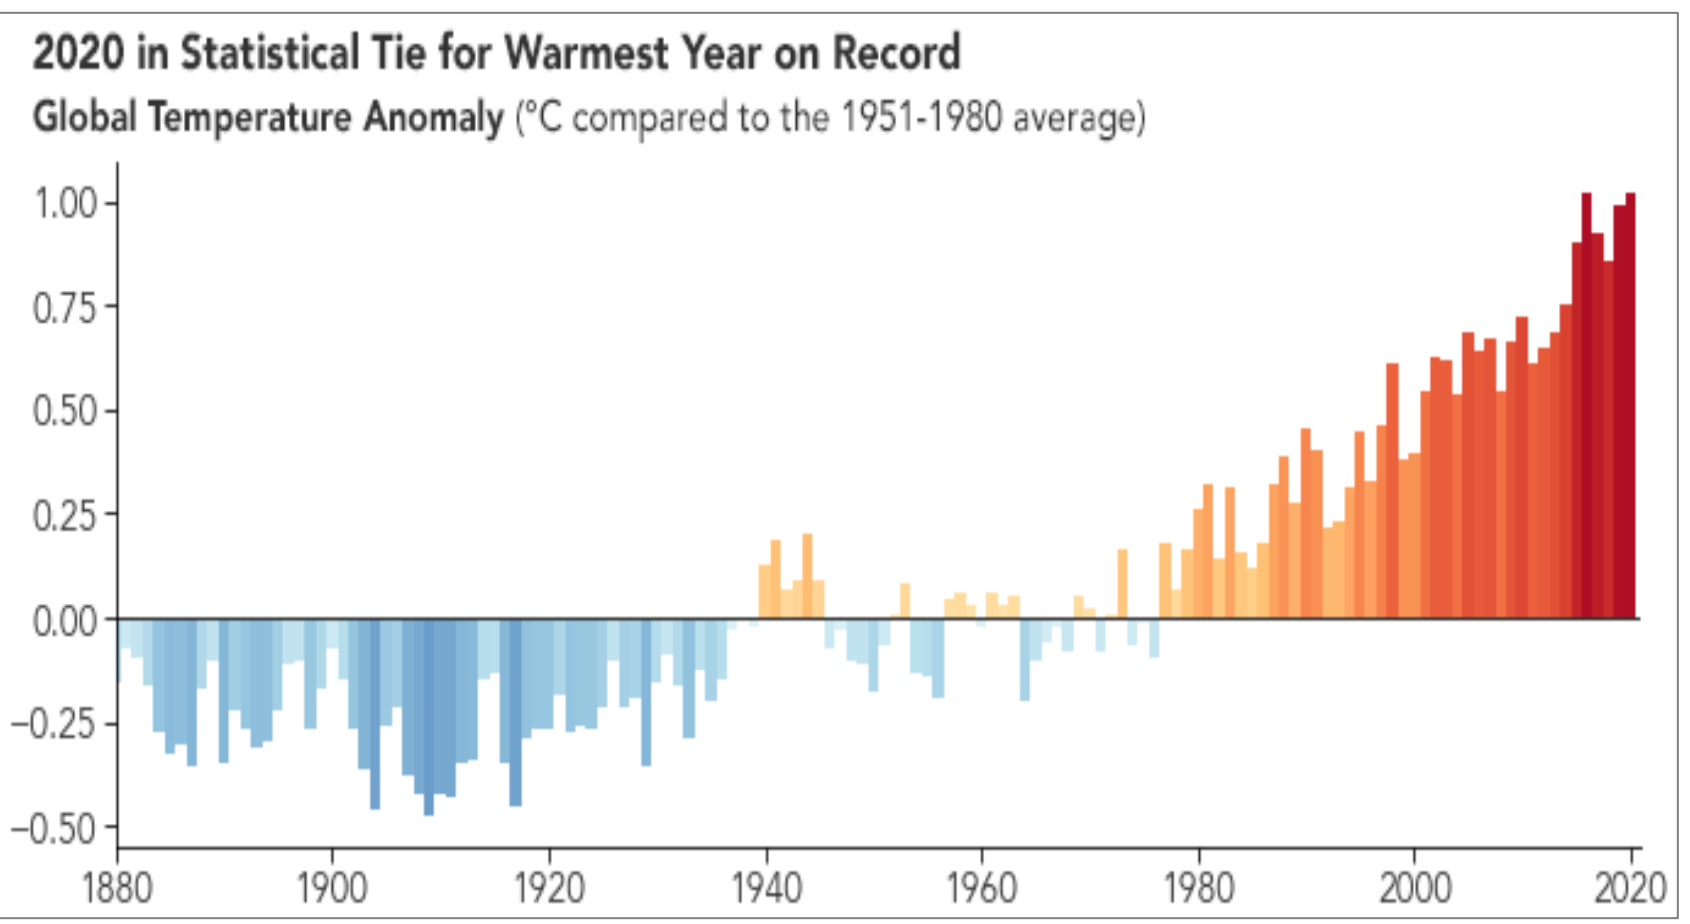 2020 in Statistical Tie for Warmest Year on Record
Global Temperature Anomaly (°C compared to the 1951-1980 average)
1.00
0.75
0.50
0.25
0.00
−0.25
−0.50
1880 1900 1920 1940 1960 1980 2000 2020